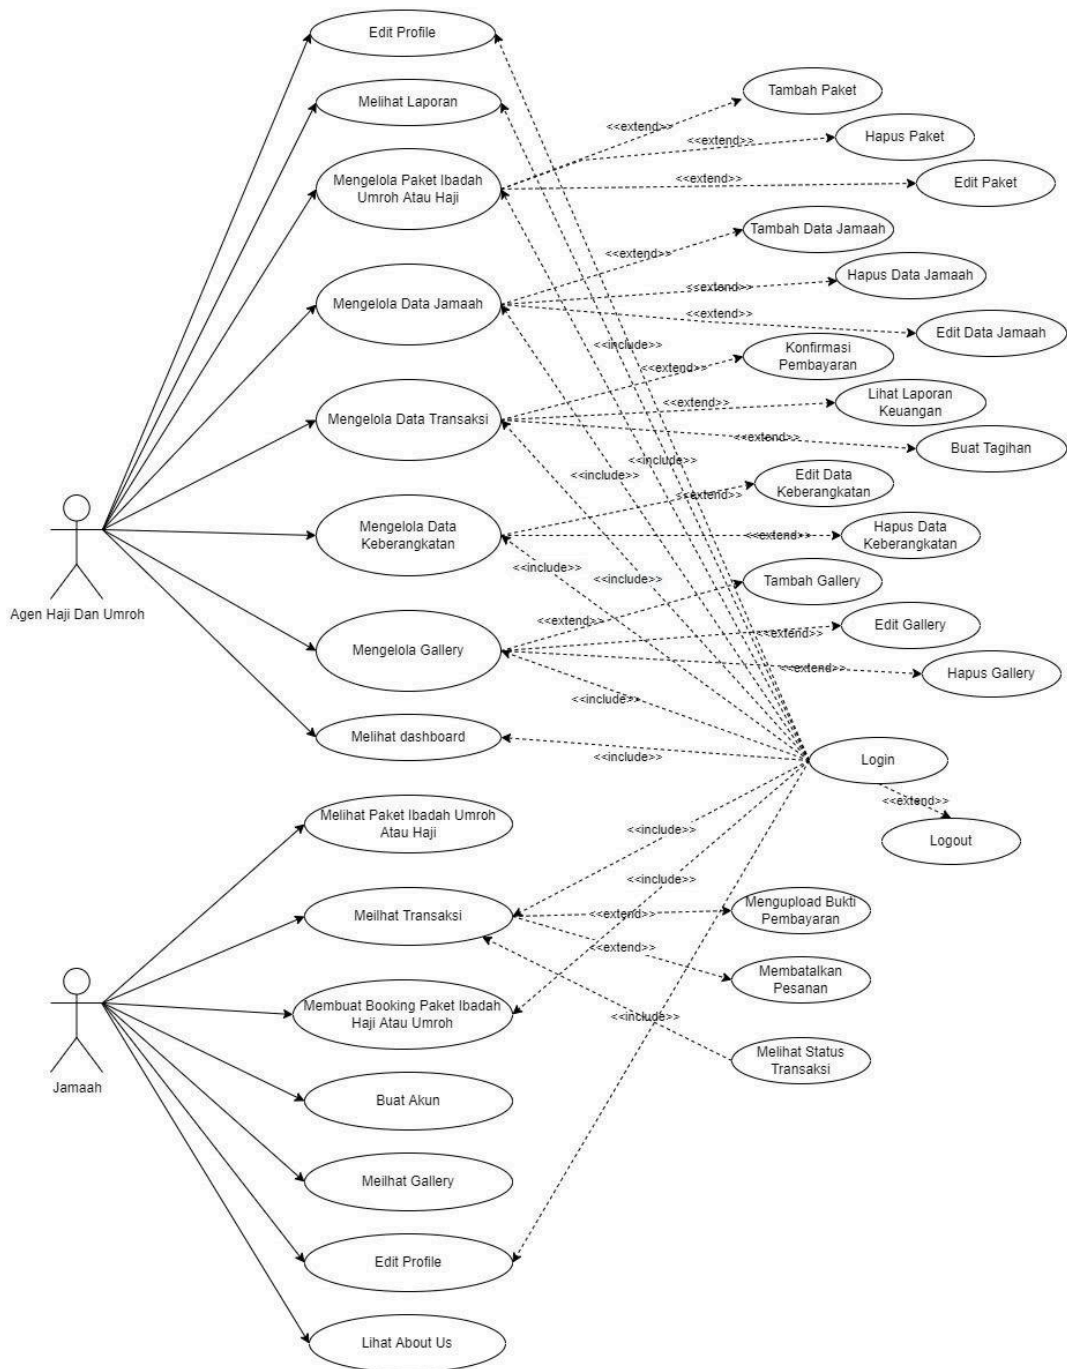 Edit Profile
Melihat Laporan
Tambah Paket
<<extend>>
Hapus Paket
<<extend>>
Mengelola Paket Ibadah
Umroh Atau Haji
<<extend>>
Edit Paket
Tambah Data Jamaah
<<extend>>
Hapus Data Jamaah
<<extend>>
Mengelola Data Jamaah
<<extend>>
Edit Data Jamaah
<<include>>
Konfirmasi
Pembayaran
<<extend>>
Lihat Laporan
Keuangan
<<extend>>
Mengelola Data Transaksi
<<extend>>
Buat Tagihan
<<include>>
<<include>>
Edit Data
Keberangkatan
<<extend>>
Mengelola Data
Keberangkatan
<<extend>>
Hapus Data
Keberangkatan
<<include>>
<<include>>
Tambah Gallery
Agen Haji Dan Umroh
<<extend>>
Edit Gallery
<<extend>>
Mengelola Gallery
<<extend>>
Hapus Gallery
<<include>>
Melihat dashboard
<<include>>
Login
<<extend>>
Logout
Melihat Paket Ibadah Umroh
Atau Haji
<<include>>
<<include>>
Meilhat Transaksi
<<extend>>
Mengupload Bukti
Pembayaran
<<extend>>
Membatalkan
Pesanan
Membuat Booking Paket Ibadah
Haji Atau Umroh
<<include>>
Melihat Status
Transaksi
Jamaah
Buat Akun
Meilhat Gallery
Edit Profile
Lihat About Us